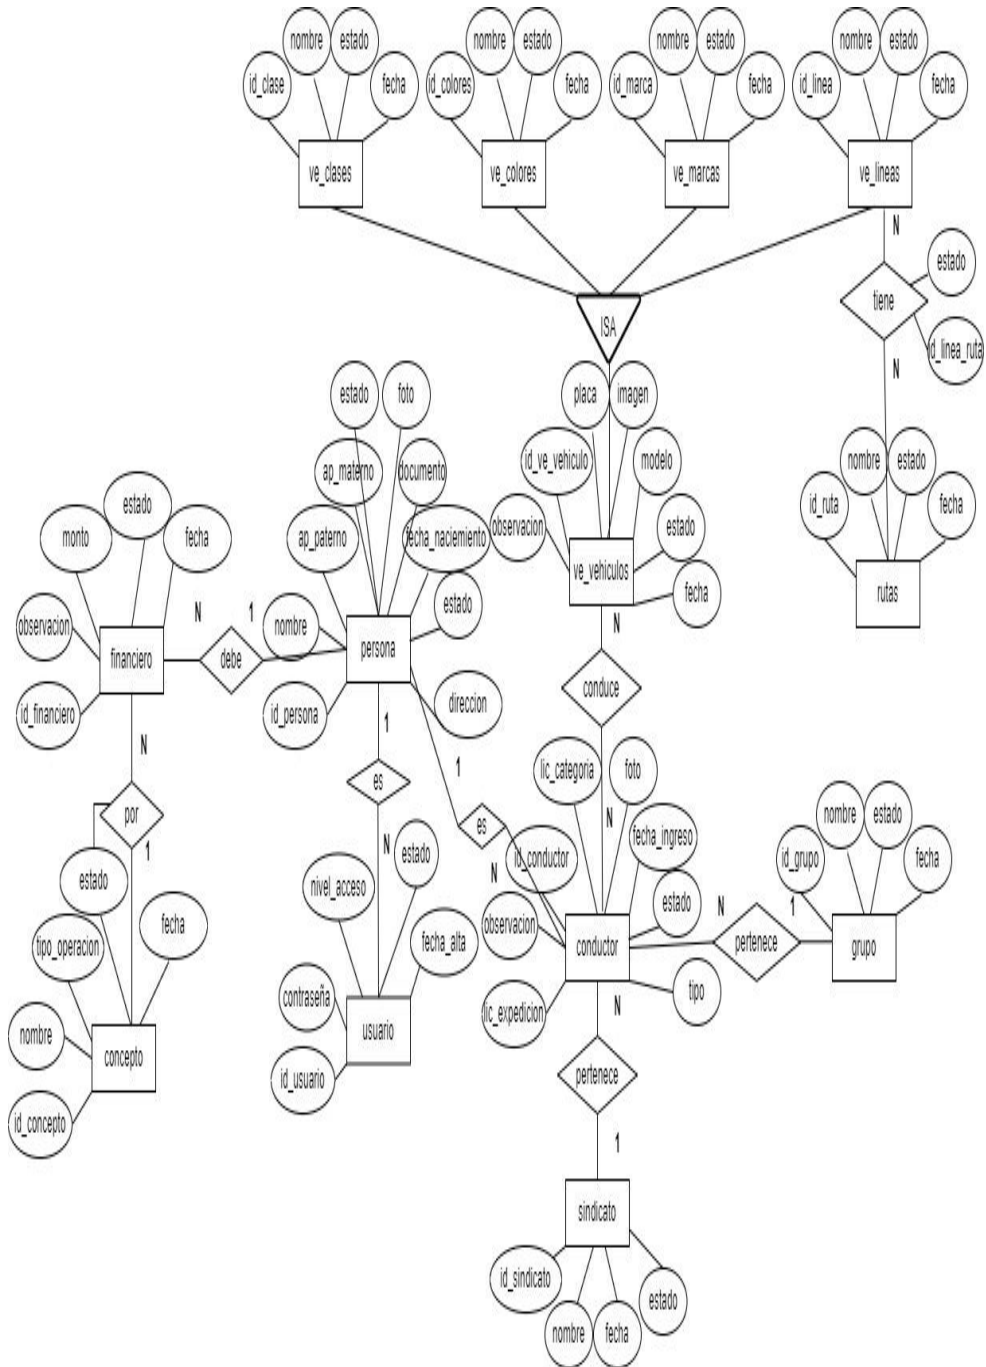 nombre estado nombre estado nombre estado nombre estado
id_clase fecha id_colores fecha id_marca fecha id_linea fecha
ve_clases ve_colores ve_marcas ve_lineas
N
estado
tiene
ISA
id_linea_ruta
N
estado foto placa imagen
nombre estado
ap_materno documento id_ve_vehiculo modelo
id_ruta fecha
estado
monto fecha
ap_paterno fecha_naciemiento observacion estado
ve_vehiculos
rutas
fecha
N 1
estado
nombre
observacion
N
financiero debe persona
conduce
id_financiero id_persona direccion
1
N 1
lic_categoria foto
es
nombre estado
por
N
es
fecha_ingreso
1
N estado
id_conductor
id_grupo fecha
estado
nivel_acceso
N
estado
N 1
fecha
observacion
tipo_operacion
fecha_alta
conductor pertenece grupo
contraseña
tipo
N
lic_expedicion
nombre
usuario
concepto
pertenece
id_usuario
id_concepto
1
sindicato
id_sindicato
estado
nombre fecha